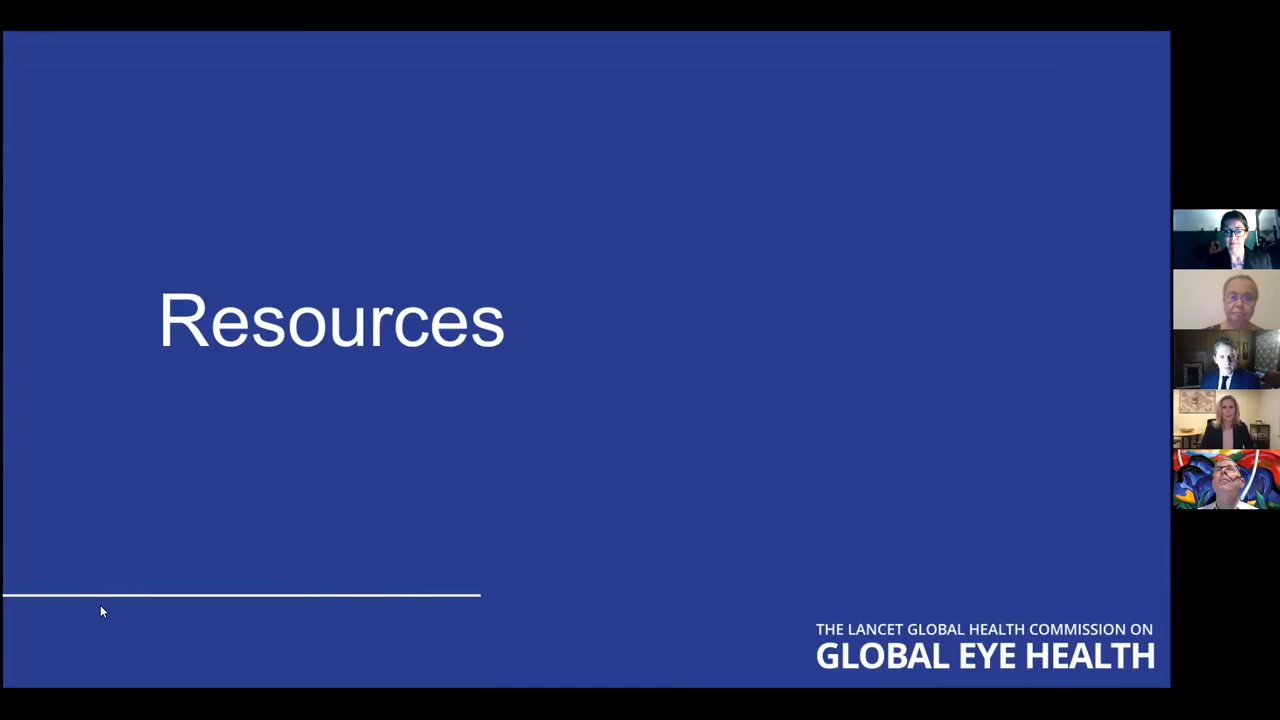 Resources
THE LANCET GLOBAL HEALTH COMMISSION ON
GLOBAL EYE HEALTH